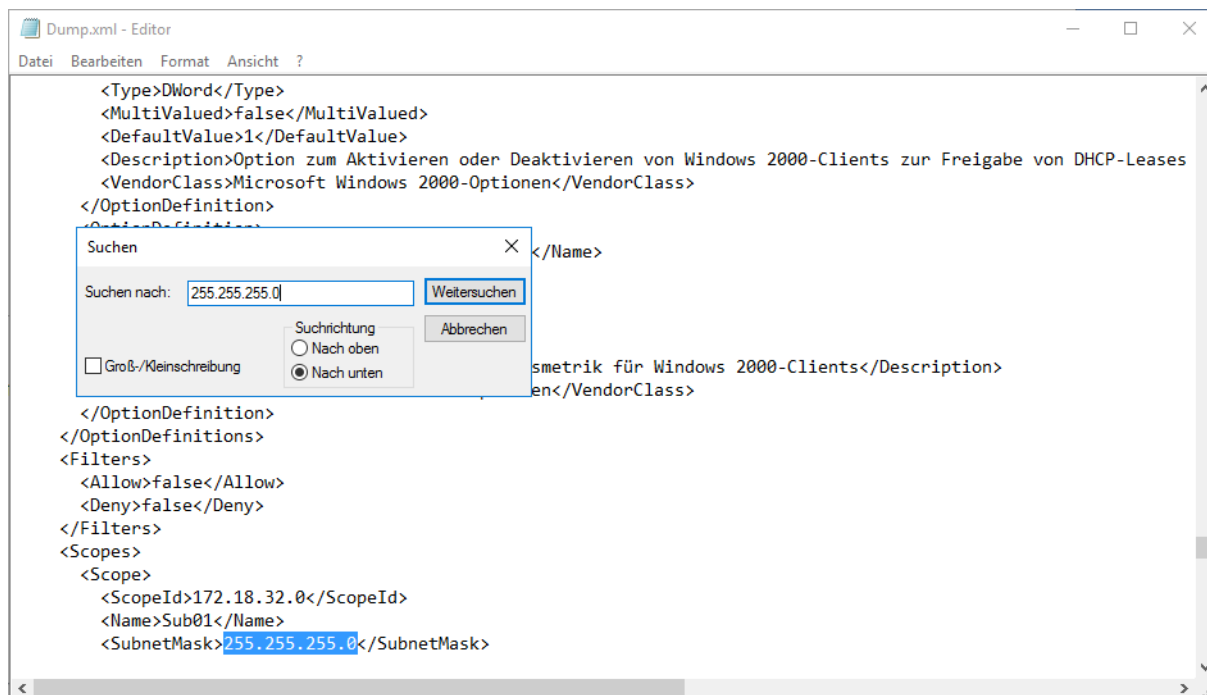 Dump.xml - Editor
Datei Bearbeiten Format Ansicht ?
<Type>DWord</Type>
<MultiValued>false</MultiValued>
<DefaultValue>1</DefaultValue>
<Description>Option zum Aktivieren oder Deaktivieren von Windows 2000-Clients zur Freigabe von DHCP-Leases
<VendorClass>Microsoft Windows 2000-Optionen</VendorClass>
</OptionDefinition>
<OptionDefinition>
</Name>
Suchen
Suchen nach: 255.255.255.0 Weitersuchen
Suchrichtung Abbrechen
Nach oben
Groß-/Kleinschreibung Nach unten
smetrik für Windows 2000-Clients</Description>
en</VendorClass>
</OptionDefinition>
</OptionDefinitions>
<Filters>
<Allow>false</Allow>
<Deny>false</Deny>
</Filters>
<Scopes>
<Scope>
<ScopeId>172.18.32.0</ScopeId>
<Name>Sub01</Name>
<SubnetMask>255.255.255.0</SubnetMask>